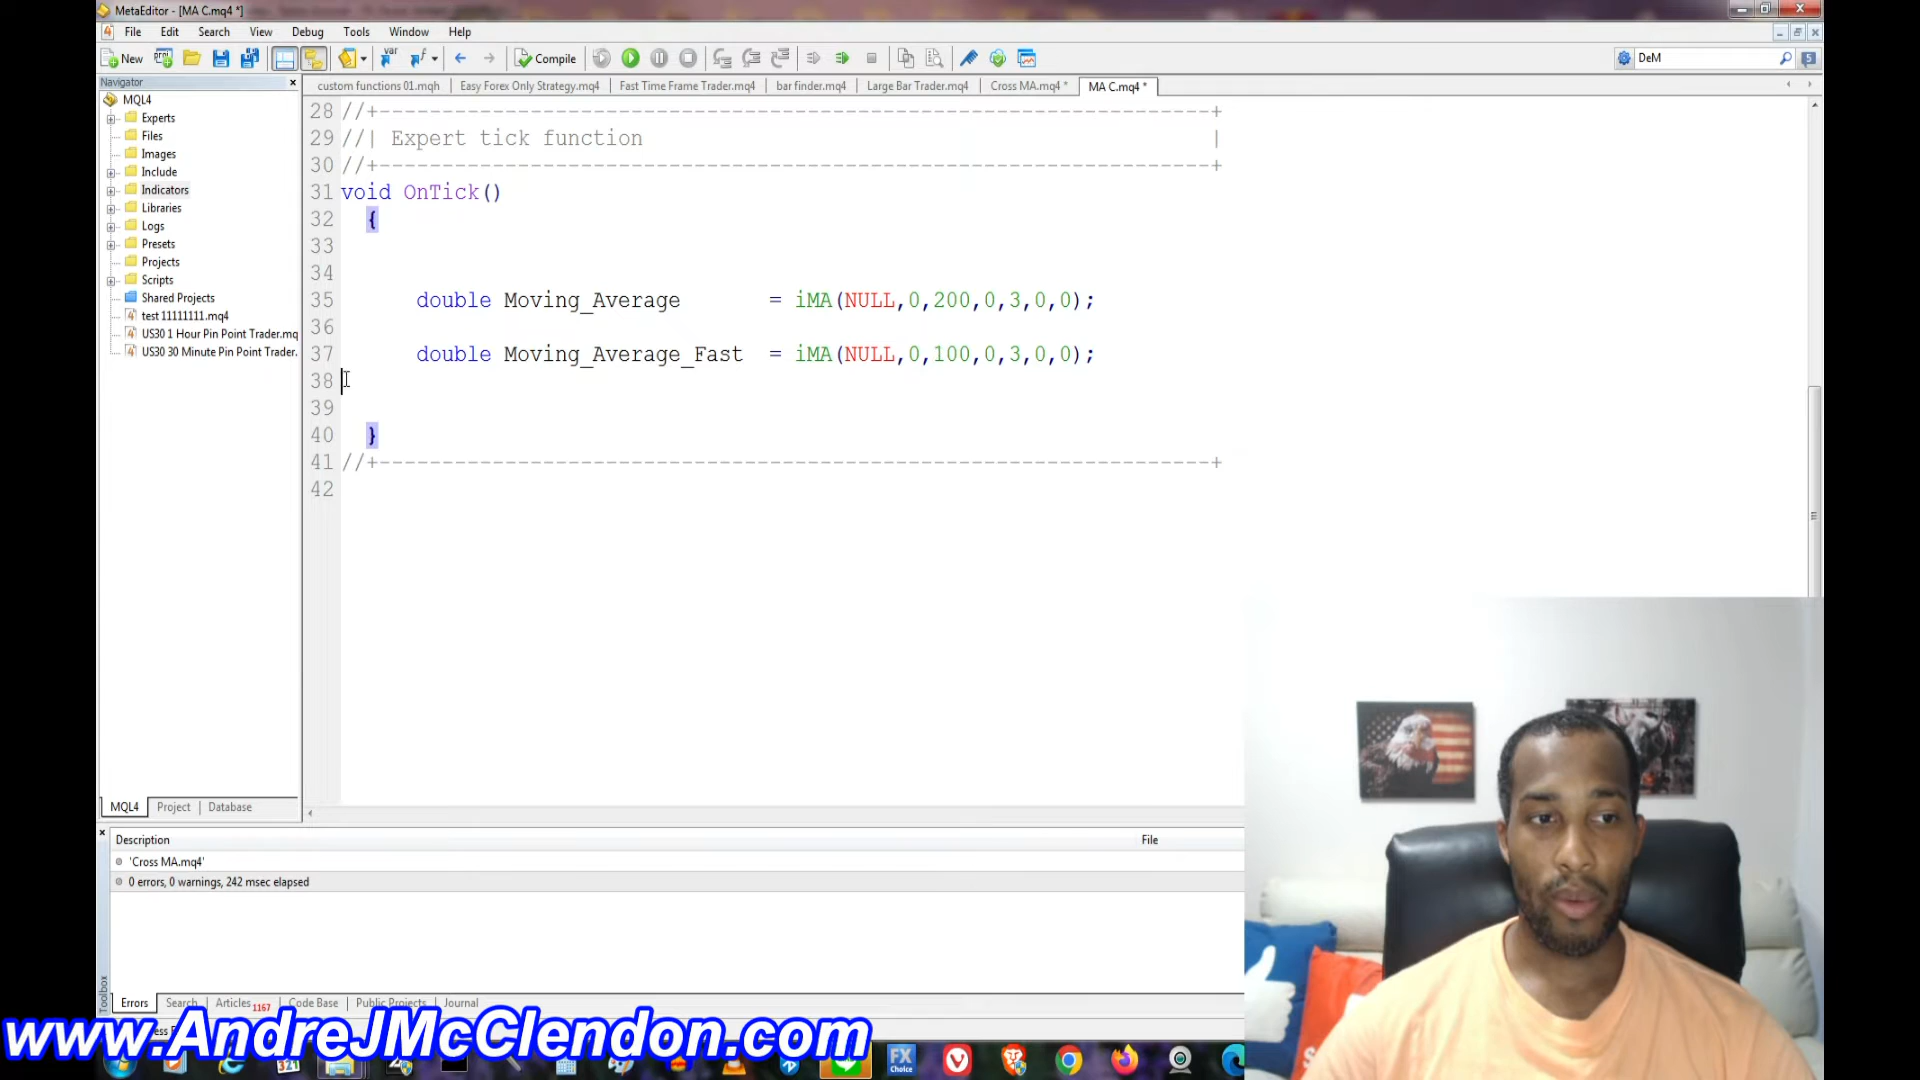 MetaEditor - [MA C.mq4 *]
File Edit Search View Debug Tools Window Help
New Compile DeM
Navigator
custom functions 01.mqh Easy Forex Only Strategy.mq4 Fast Time Frame Trader.mq4 bar finder.mq4 Large Bar Trader.mq4 Cross MA.mq4 * MA C.mq4 *
MQL4
Experts
Files
Images
Include
Indicators
Libraries
Logs
Presets
Projects
Scripts
Shared Projects
test 11111111.mq4
US30 1 Hour Pin Point Trader.mq
US30 30 Minute Pin Point Trader.
MQL4 Project Database
28 //+------------------------------------------------------------------+
29 //| Expert tick function |
30 //+------------------------------------------------------------------+
31 void OnTick()
32 {
33
34
35 double Moving_Average = iMA(NULL,0,200,0,3,0,0);
36
37 double Moving_Average_Fast = iMA(NULL,0,100,0,3,0,0);
38
39
40 }
41 //+------------------------------------------------------------------+
42
Description File
'Cross MA.mq4'
0 errors, 0 warnings, 242 msec elapsed
Toolbox
Errors Search Articles 1167 Code Base Public Projects Journal
www.AndreJMcClendon.com
321
FX Choice